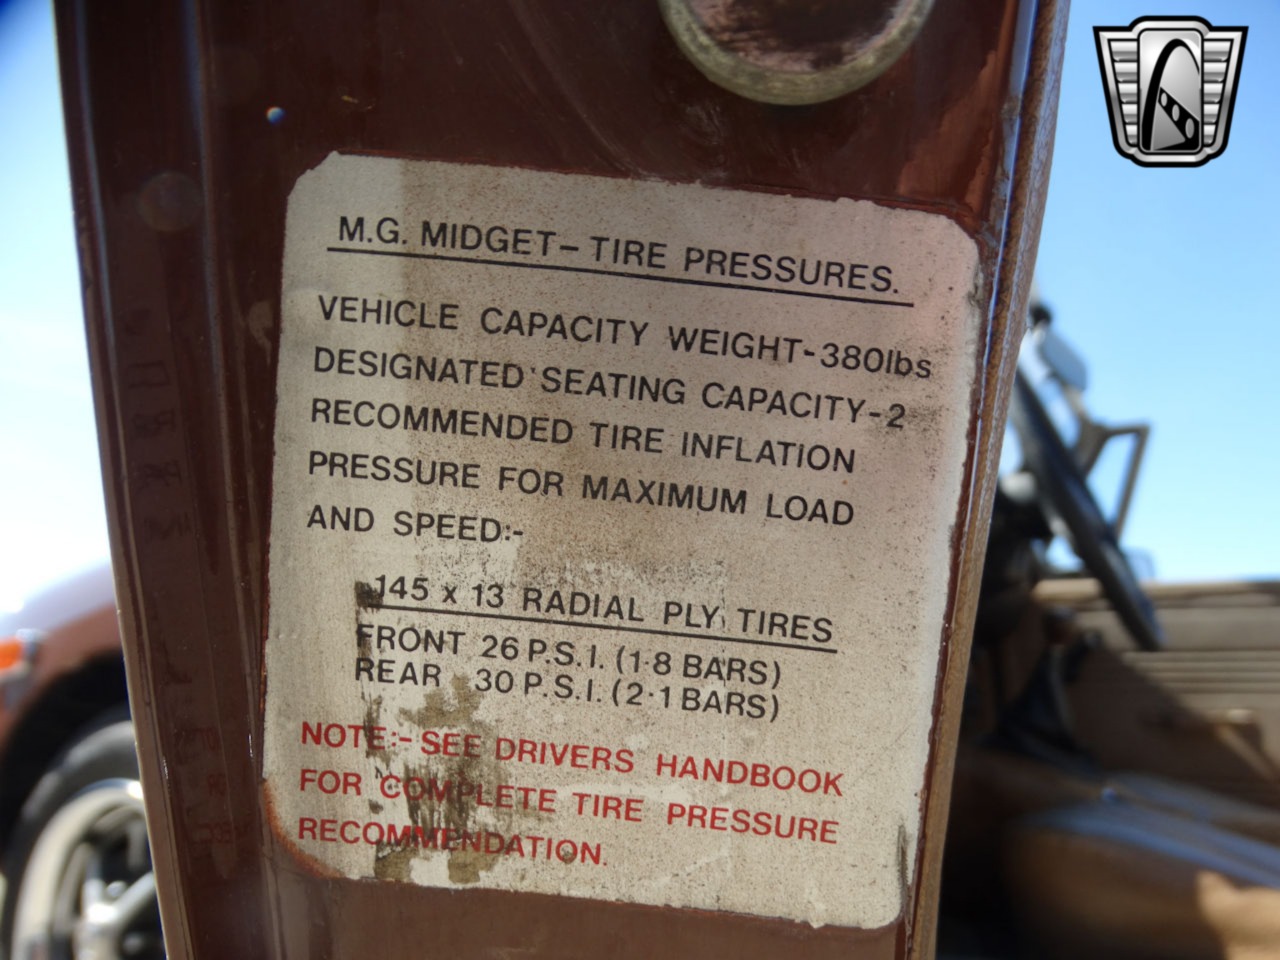 M.G. MIDGET- TIRE PRESSURES.
VEHICLE CAPACITY WEIGHT-380lbs
DESIGNATED SEATING CAPACITY-2
RECOMMENDED TIRE INFLATION
PRESSURE FOR MAXIMUM LOAD
AND SPEED:-
145 x 13 RADIAL PLY TIRES
FRONT 26 P.S.I. (1·8 BARS)
REAR 30 P.S.I. (2·1 BARS)
NOTE:- SEE DRIVERS HANDBOOK
FOR COMPLETE TIRE PRESSURE
RECOMMENDATION.